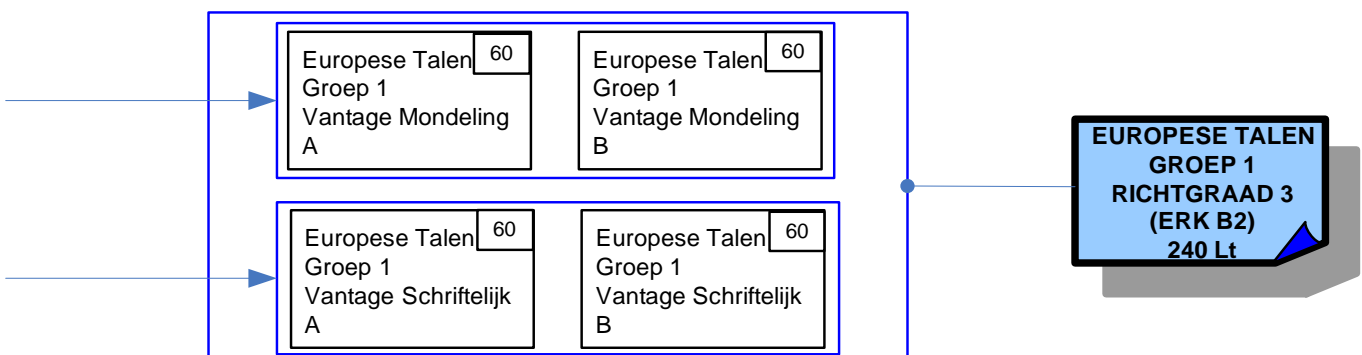 Europese Talen 60
Groep 1
Vantage Mondeling
A
Europese Talen 60
Groep 1
Vantage Mondeling
B
Europese Talen 60
Groep 1
Vantage Schriftelijk
A
Europese Talen 60
Groep 1
Vantage Schriftelijk
B
EUROPESE TALEN
GROEP 1
RICHTGRAAD 3
(ERK B2)
240 Lt